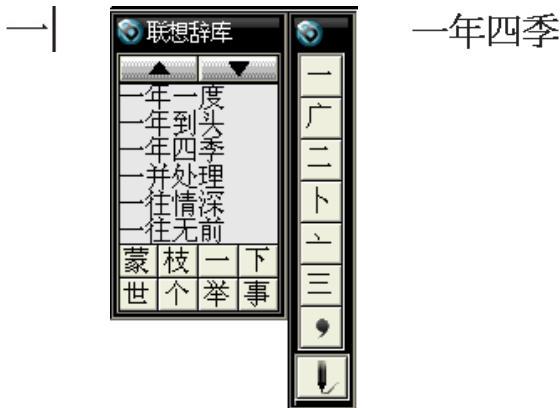 一
联想辞库
一年一度
一年到头
一年四季
一并处理
一往情深
一往无前
蒙 枝 一 下
世 个 举 事
一
广
二
卜
亠
三
，
一年四季